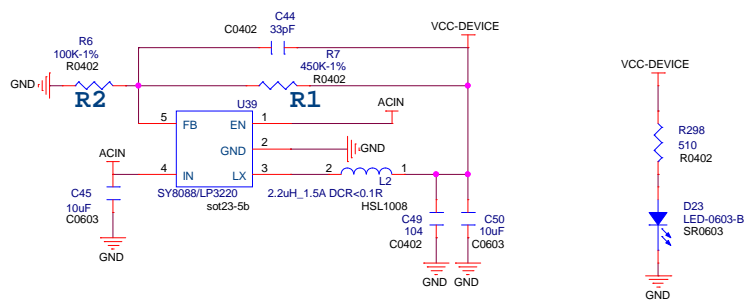 C44
C0402
33pF
VCC-DEVICE
R6
100K-1%
R0402
R7
450K-1%
R0402
GND
R2
R1
U39
ACIN
5
FB
EN
1
GND
2
GND
ACIN
4
IN
LX
3
2
1
L2
SY8088/LP3220
2.2uH_1.5A DCR<0.1R
sot23-5b
HSL1008
C45
10uF
C0603
GND
C49
104
C0402
C50
10uF
C0603
GND
GND
VCC-DEVICE
R298
510
R0402
D23
LED-0603-B
SR0603
GND